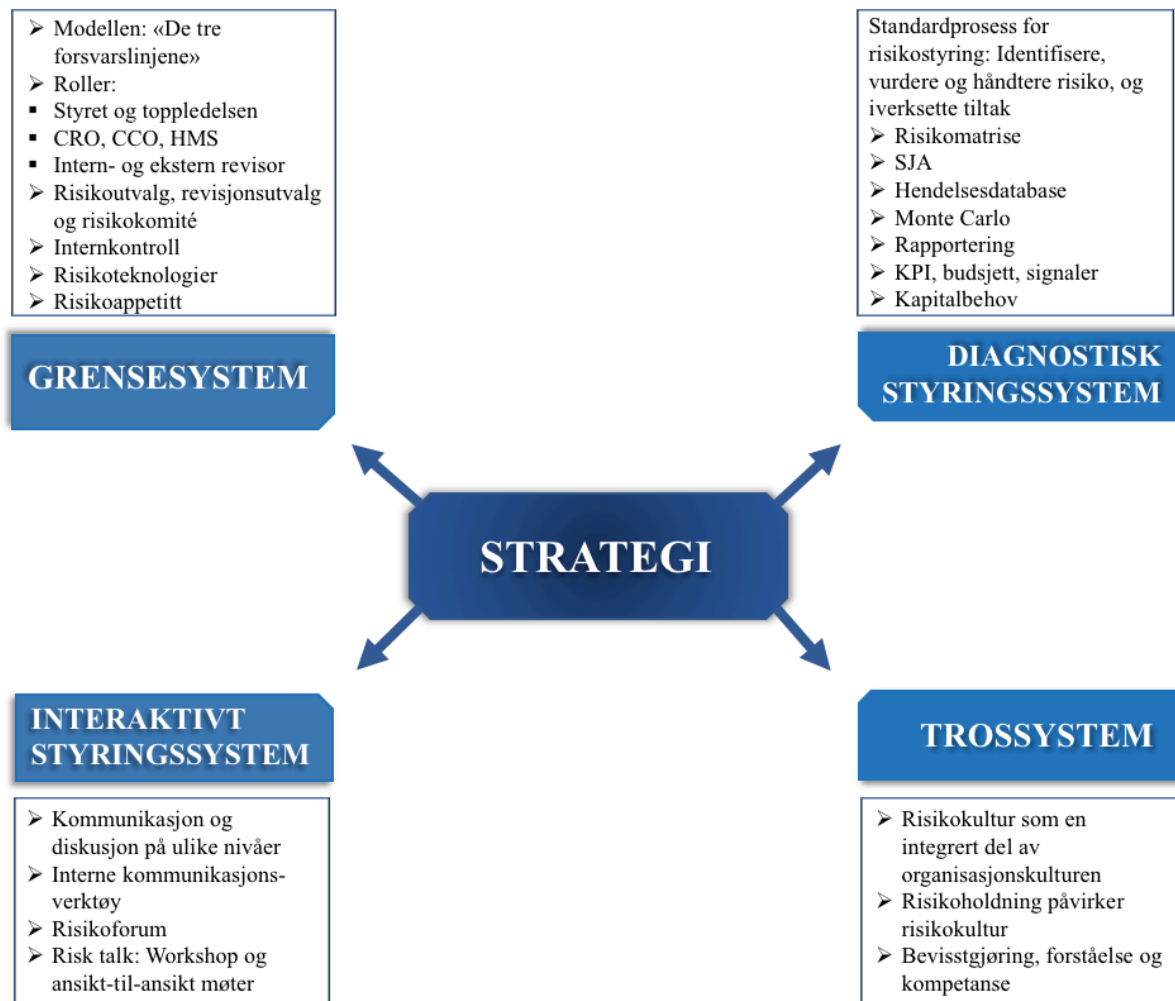 ➤ Modellen: «De tre
forsvarslinjene»
➤ Roller:
▪ Styret og toppledelsen
▪ CRO, CCO, HMS
▪ Intern- og ekstern revisor
➤ Risikoutvalg, revisjonsutvalg
og risikokomité
➤ Internkontroll
➤ Risikoteknologier
➤ Risikoappetitt
GRENSESYSTEM
Standardprosess for
risikostyring: Identifisere,
vurdere og håndtere risiko, og
iverksette tiltak
➤ Risikomatrise
➤ SJA
➤ Hendelsesdatabase
➤ Monte Carlo
➤ Rapportering
➤ KPI, budsjett, signaler
➤ Kapitalbehov
DIAGNOSTISK
STYRINGSSYSTEM
STRATEGI
INTERAKTIVT
STYRINGSSYSTEM
➤ Kommunikasjon og
diskusjon på ulike nivåer
➤ Interne kommunikasjons-
verktøy
➤ Risikoforum
➤ Risk talk: Workshop og
ansikt-til-ansikt møter
TROSSYSTEM
➤ Risikokultur som en
integrert del av
organisasjonskulturen
➤ Risikoholdning påvirker
risikokultur
➤ Bevisstgjøring, forståelse og
kompetanse